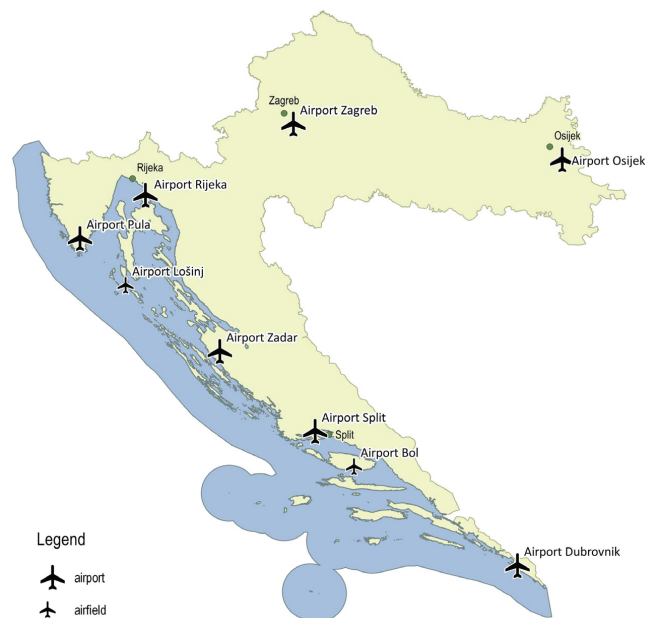 Zagreb
Airport Zagreb
Osijek
Airport Osijek
Rijeka
Airport Rijeka
Airport Pula
Airport Lošinj
Airport Zadar
Airport Split
Split
Airport Bol
Airport Dubrovnik
Legend
airport
airfield